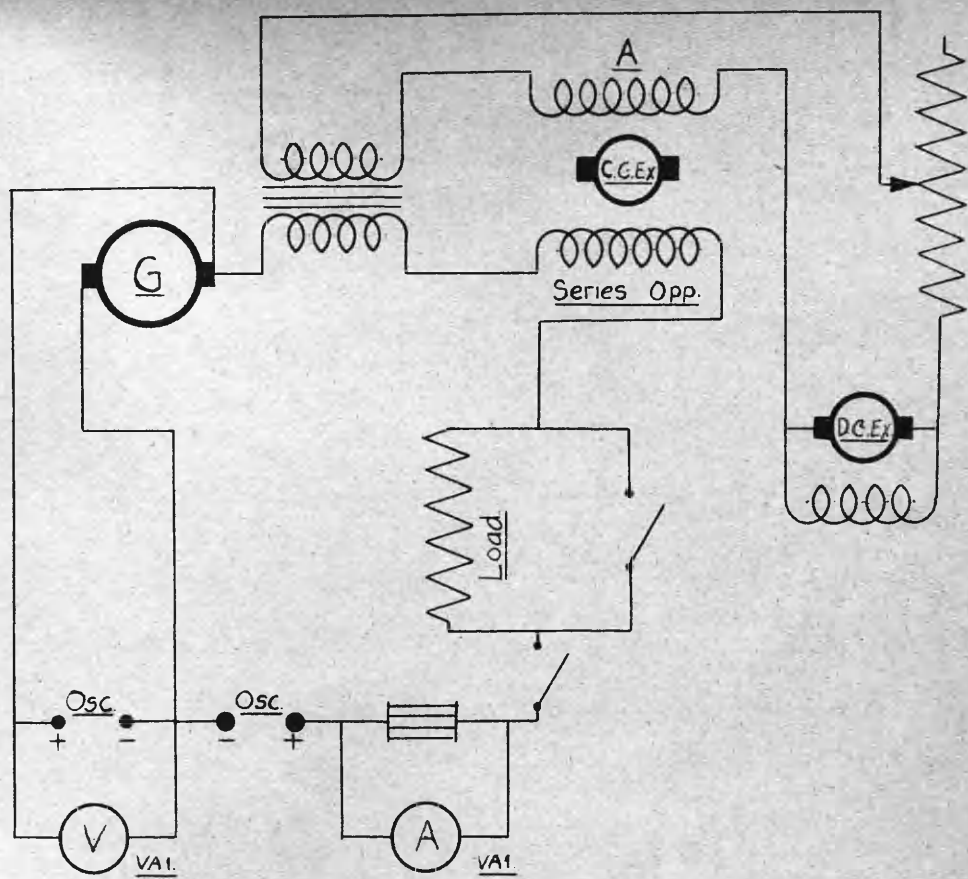 A
C.C.Ex
G
Series Opp.
D.C.Ex
Load
Osc.
Osc.
+
-
-
+
V
A
VA1.
VA1.